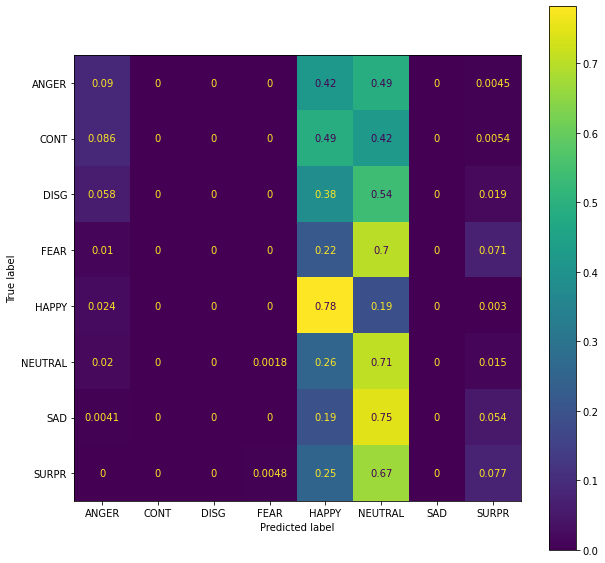 ANGER 0.09 0 0 0 0.42 0.49 0 0.0045
CONT 0.086 0 0 0 0.49 0.42 0 0.0054
DISG 0.058 0 0 0 0.38 0.54 0 0.019
FEAR 0.01 0 0 0 0.22 0.7 0 0.071
HAPPY 0.024 0 0 0 0.78 0.19 0 0.003
NEUTRAL 0.02 0 0 0.0018 0.26 0.71 0 0.015
SAD 0.0041 0 0 0 0.19 0.75 0 0.054
SURPR 0 0 0 0.0048 0.25 0.67 0 0.077
ANGER CONT DISG FEAR HAPPY NEUTRAL SAD SURPR
Predicted label
True label
0.7
0.6
0.5
0.4
0.3
0.2
0.1
0.0